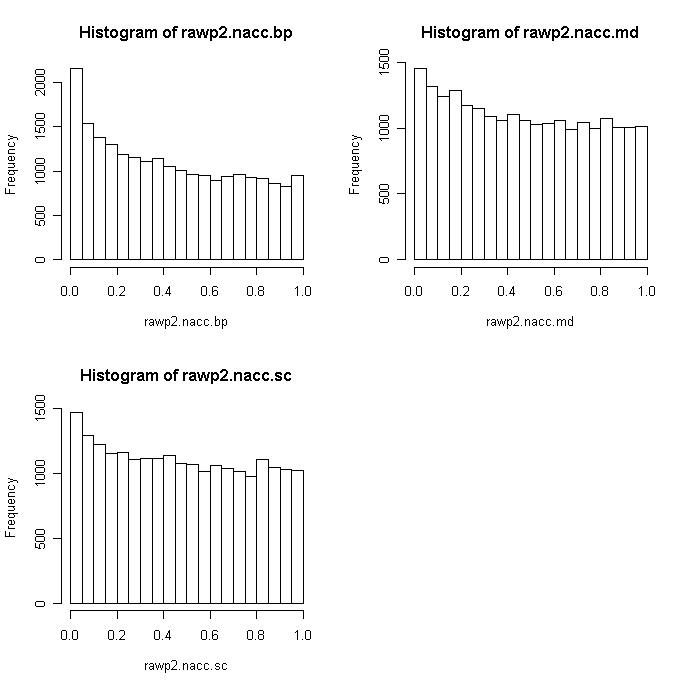 Histogram of rawp2.nacc.bp
Frequency
2000
1500
1000
500
0
0.0 0.2 0.4 0.6 0.8 1.0
rawp2.nacc.bp
Histogram of rawp2.nacc.md
Frequency
1500
1000
500
0
0.0 0.2 0.4 0.6 0.8 1.0
rawp2.nacc.md
Histogram of rawp2.nacc.sc
Frequency
1500
1000
500
0
0.0 0.2 0.4 0.6 0.8 1.0
rawp2.nacc.sc